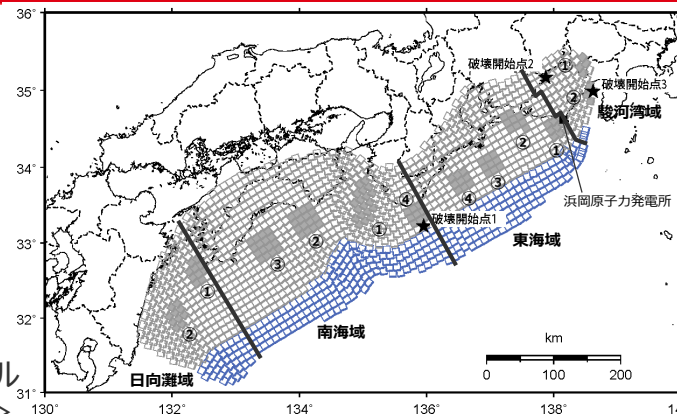 36°
35°
34°
33°
32°
31°
130°
132°
134°
136°
138°
破壊開始点2
①
破壊開始点3
②
駿河湾域
②
①
浜岡原子力発電所
③
④
④
破壊開始点1
東海域
①
②
③
①
②
南海域
日向灘域
km
0
100
200
ル